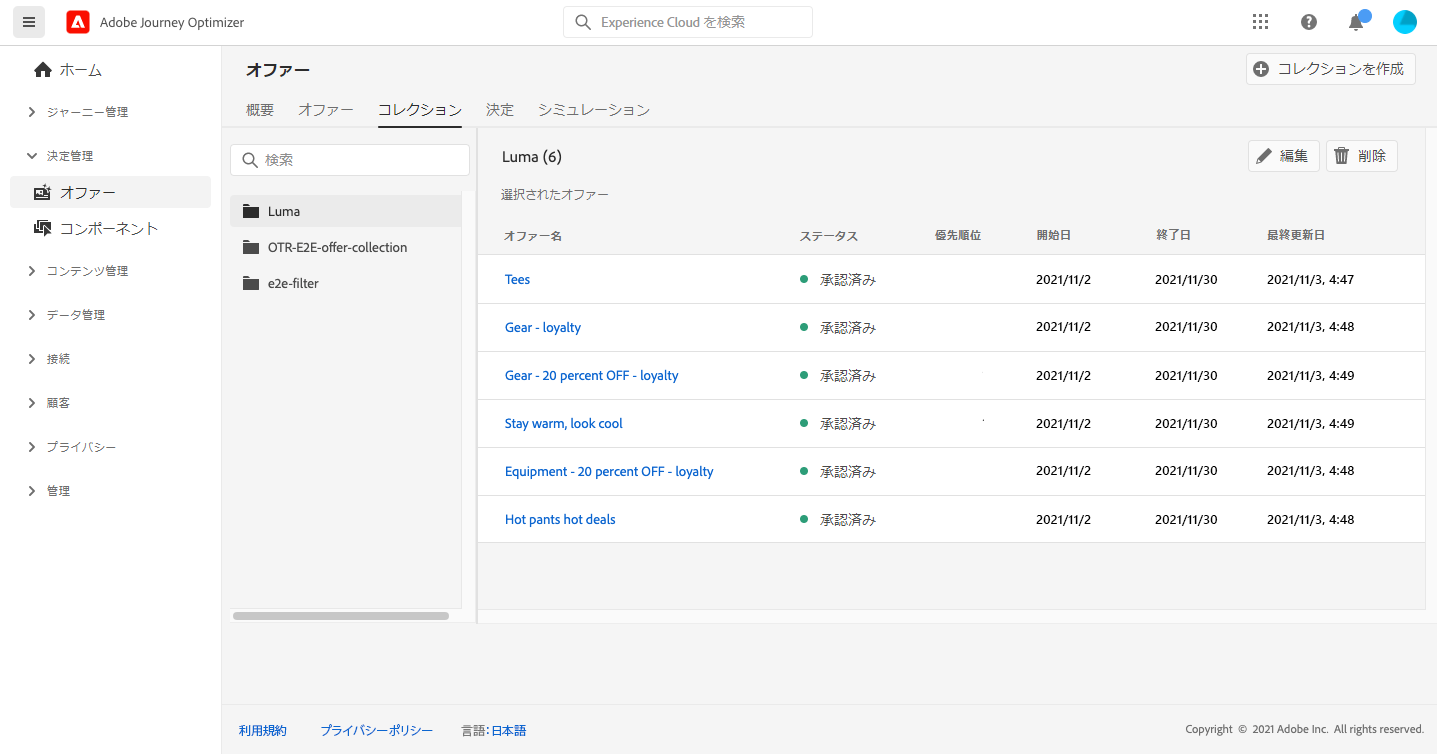 Adobe Journey Optimizer
Experience Cloud を検索
ホーム
ジャーニー管理
決定管理
オファー
コンポーネント
コンテンツ管理
データ管理
接続
顧客
プライバシー
管理
オファー
コレクションを作成
概要 オファー コレクション 決定 シミュレーション
検索
Luma
OTR-E2E-offer-collection
e2e-filter
Luma (6)
編集 削除
選択されたオファー
オファー名 ステータス 優先順位 開始日 終了日 最終更新日
Tees 承認済み 2021/11/2 2021/11/30 2021/11/3, 4:47
Gear - loyalty 承認済み 2021/11/2 2021/11/30 2021/11/3, 4:48
Gear - 20 percent OFF - loyalty 承認済み 2021/11/2 2021/11/30 2021/11/3, 4:49
Stay warm, look cool 承認済み 2021/11/2 2021/11/30 2021/11/3, 4:49
Equipment - 20 percent OFF - loyalty 承認済み 2021/11/2 2021/11/30 2021/11/3, 4:48
Hot pants hot deals 承認済み 2021/11/2 2021/11/30 2021/11/3, 4:48
利用規約 プライバシーポリシー 言語:日本語
Copyright © 2021 Adobe Inc. All rights reserved.